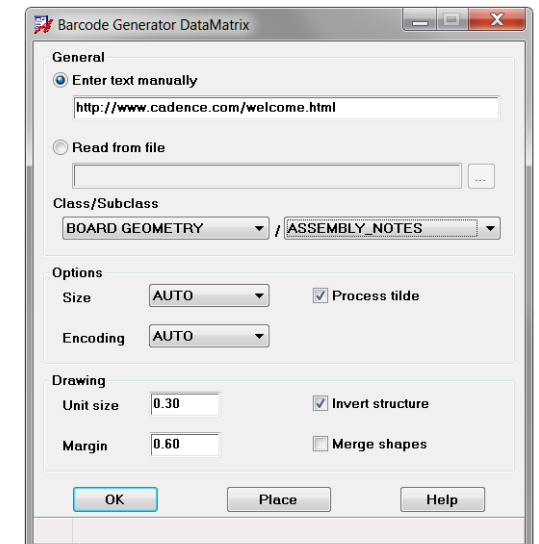 Barcode Generator DataMatrix
General
Enter text manually
http://www.cadence.com/welcome.html
Read from file
...
Class/Subclass
BOARD GEOMETRY / ASSEMBLY_NOTES
Options
Size AUTO Process tilde
Encoding AUTO
Drawing
Unit size 0.30 Invert structure
Margin 0.60 Merge shapes
OK Place Help